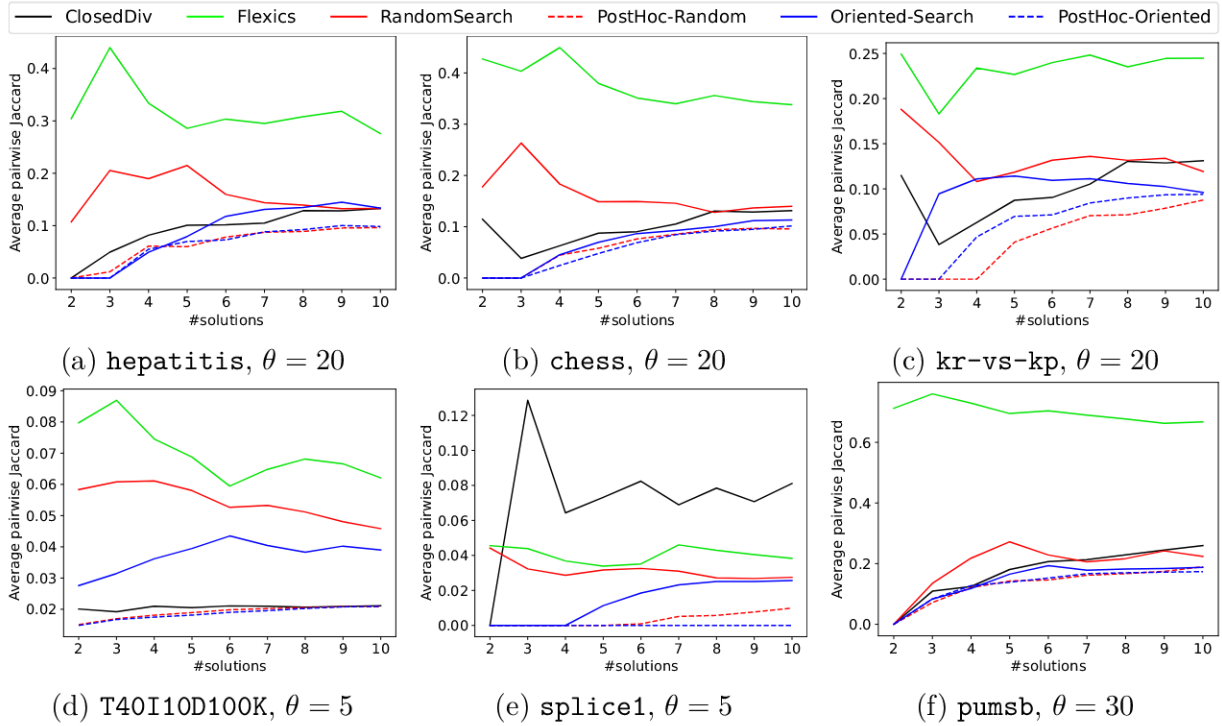 ClosedDiv Flexics RandomSearch PostHoc-Random Oriented-Search PostHoc-Oriented
Average pairwise Jaccard
0.4
0.3
0.2
0.1
0.0
2 3 4 5 6 7 8 9 10
#solutions
(a) hepatitis, θ = 20
Average pairwise Jaccard
0.4
0.3
0.2
0.1
0.0
2 3 4 5 6 7 8 9 10
#solutions
(b) chess, θ = 20
Average pairwise Jaccard
0.25
0.20
0.15
0.10
0.05
0.00
2 3 4 5 6 7 8 9 10
#solutions
(c) kr-vs-kp, θ = 20
Average pairwise Jaccard
0.09
0.08
0.07
0.06
0.05
0.04
0.03
0.02
2 3 4 5 6 7 8 9 10
#solutions
(d) T40I10D100K, θ = 5
Average pairwise Jaccard
0.12
0.10
0.08
0.06
0.04
0.02
0.00
2 3 4 5 6 7 8 9 10
#solutions
(e) splice1, θ = 5
Average pairwise Jaccard
0.6
0.4
0.2
0.0
2 3 4 5 6 7 8 9 10
#solutions
(f) pumsb, θ = 30